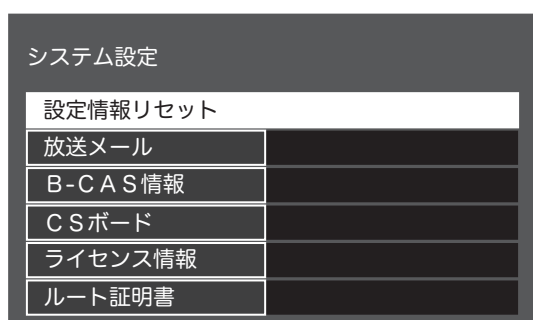 システム設定
設定情報リセット
放送メール
Ｂ-ＣＡＳ情報
ＣＳボード
ライセンス情報
ルート証明書